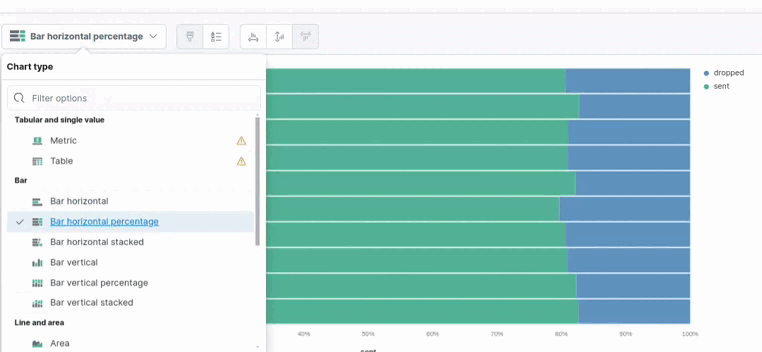 Bar horizontal percentage
Chart type
Filter options
Tabular and single value
Metric
Table
Bar
Bar horizontal
Bar horizontal percentage
Bar horizontal stacked
Bar vertical
Bar vertical percentage
Bar vertical stacked
Line and area
Area
dropped
sent
40% 50% 60% 70% 80% 90% 100%
sent